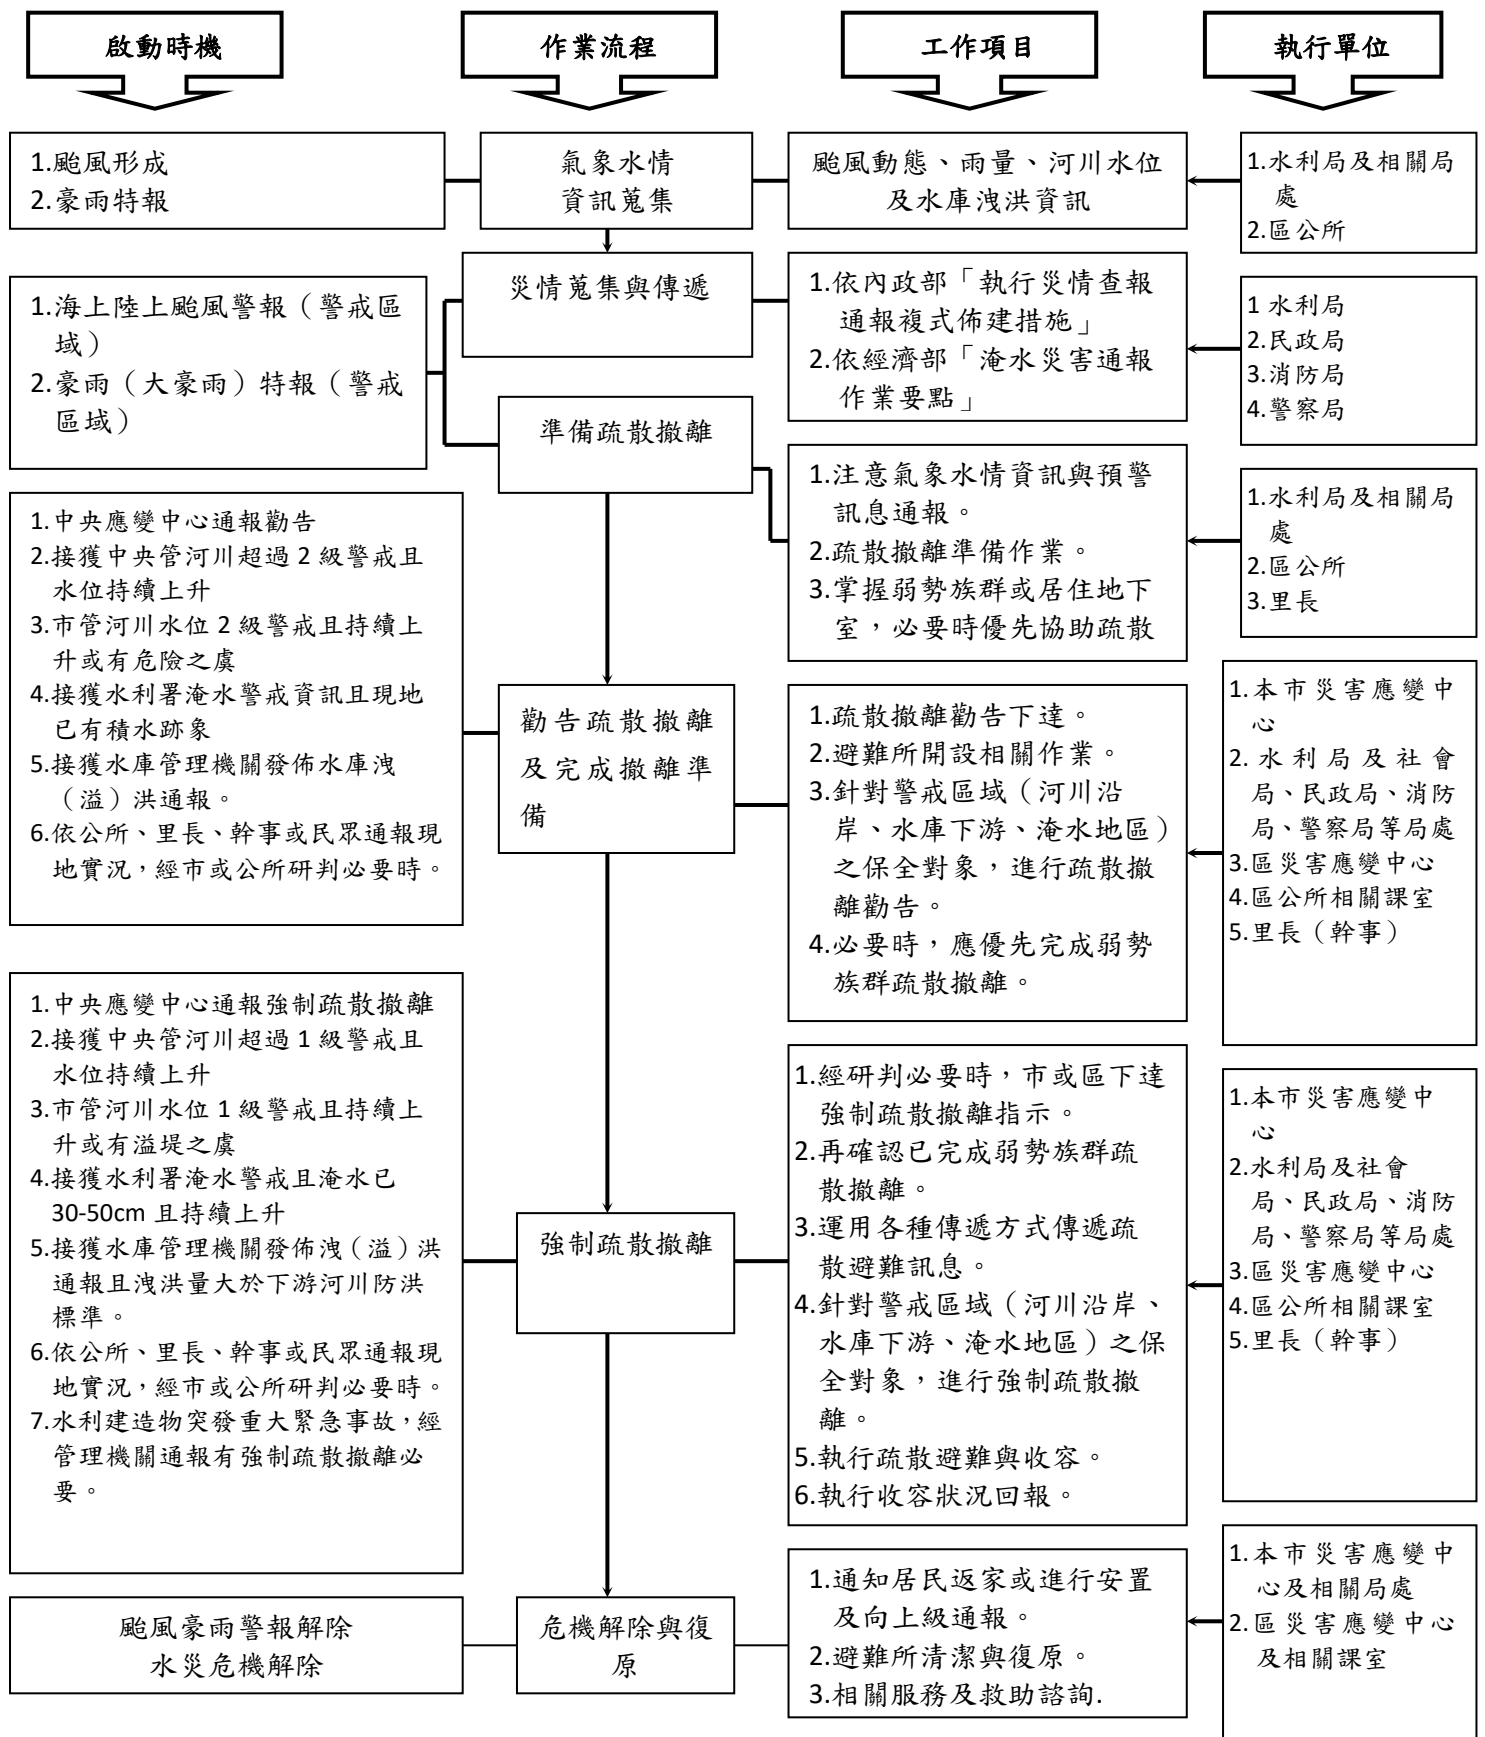 啟動時機
作業流程
工作項目
執行單位
1.颱風形成
2.豪雨特報
氣象水情
資訊蒐集
颱風動態、雨量、河川水位
及水庫洩洪資訊
1.水利局及相關局
處
2.區公所
1.海上陸上颱風警報（警戒區
域）
2.豪雨（大豪雨）特報（警戒
區域）
災情蒐集與傳遞
1.依內政部「執行災情查報
通報複式佈建措施」
2.依經濟部「淹水災害通報
作業要點」
1 水利局
2.民政局
3.消防局
4.警察局
準備疏散撤離
1.注意氣象水情資訊與預警
訊息通報。
2.疏散撤離準備作業。
3.掌握弱勢族群或居住地下
室，必要時優先協助疏散
1.水利局及相關局
處
2.區公所
3.里長
1.中央應變中心通報勸告
2.接獲中央管河川超過 2 級警戒且
水位持續上升
3.市管河川水位 2 級警戒且持續上
升或有危險之虞
4.接獲水利署淹水警戒資訊且現地
已有積水跡象
5.接獲水庫管理機關發佈水庫洩
（溢）洪通報。
6.依公所、里長、幹事或民眾通報現
地實況，經市或公所研判必要時。
勸告疏散撤離
及完成撤離準
備
1.疏散撤離勸告下達。
2.避難所開設相關作業。
3.針對警戒區域（河川沿
岸、水庫下游、淹水地區）
之保全對象，進行疏散撤
離勸告。
4.必要時，應優先完成弱勢
族群疏散撤離。
1.本市災害應變中
心
2.水利局及社會
局、民政局、消防
局、警察局等局處
3.區災害應變中心
4.區公所相關課室
5.里長（幹事）
1.中央應變中心通報強制疏散撤離
2.接獲中央管河川超過 1 級警戒且
水位持續上升
3.市管河川水位 1 級警戒且持續上
升或有溢堤之虞
4.接獲水利署淹水警戒且淹水已
30-50cm 且持續上升
5.接獲水庫管理機關發佈洩（溢）洪
通報且洩洪量大於下游河川防洪
標準。
6.依公所、里長、幹事或民眾通報現
地實況，經市或公所研判必要時。
7.水利建造物突發重大緊急事故，經
管理機關通報有強制疏散撤離必
要。
強制疏散撤離
1.經研判必要時，市或區下達
強制疏散撤離指示。
2.再確認已完成弱勢族群疏
散撤離。
3.運用各種傳遞方式傳遞疏
散避難訊息。
4.針對警戒區域（河川沿岸、
水庫下游、淹水地區）之保
全對象，進行強制疏散撤
離。
5.執行疏散避難與收容。
6.執行收容狀況回報。
1.本市災害應變中
心
2.水利局及社會
局、民政局、消防
局、警察局等局處
3.區災害應變中心
4.區公所相關課室
5.里長（幹事）
颱風豪雨警報解除
水災危機解除
危機解除與復
原
1.通知居民返家或進行安置
及向上級通報。
2.避難所清潔與復原。
3.相關服務及救助諮詢.
1.本市災害應變中
心及相關局處
2.區災害應變中心
及相關課室